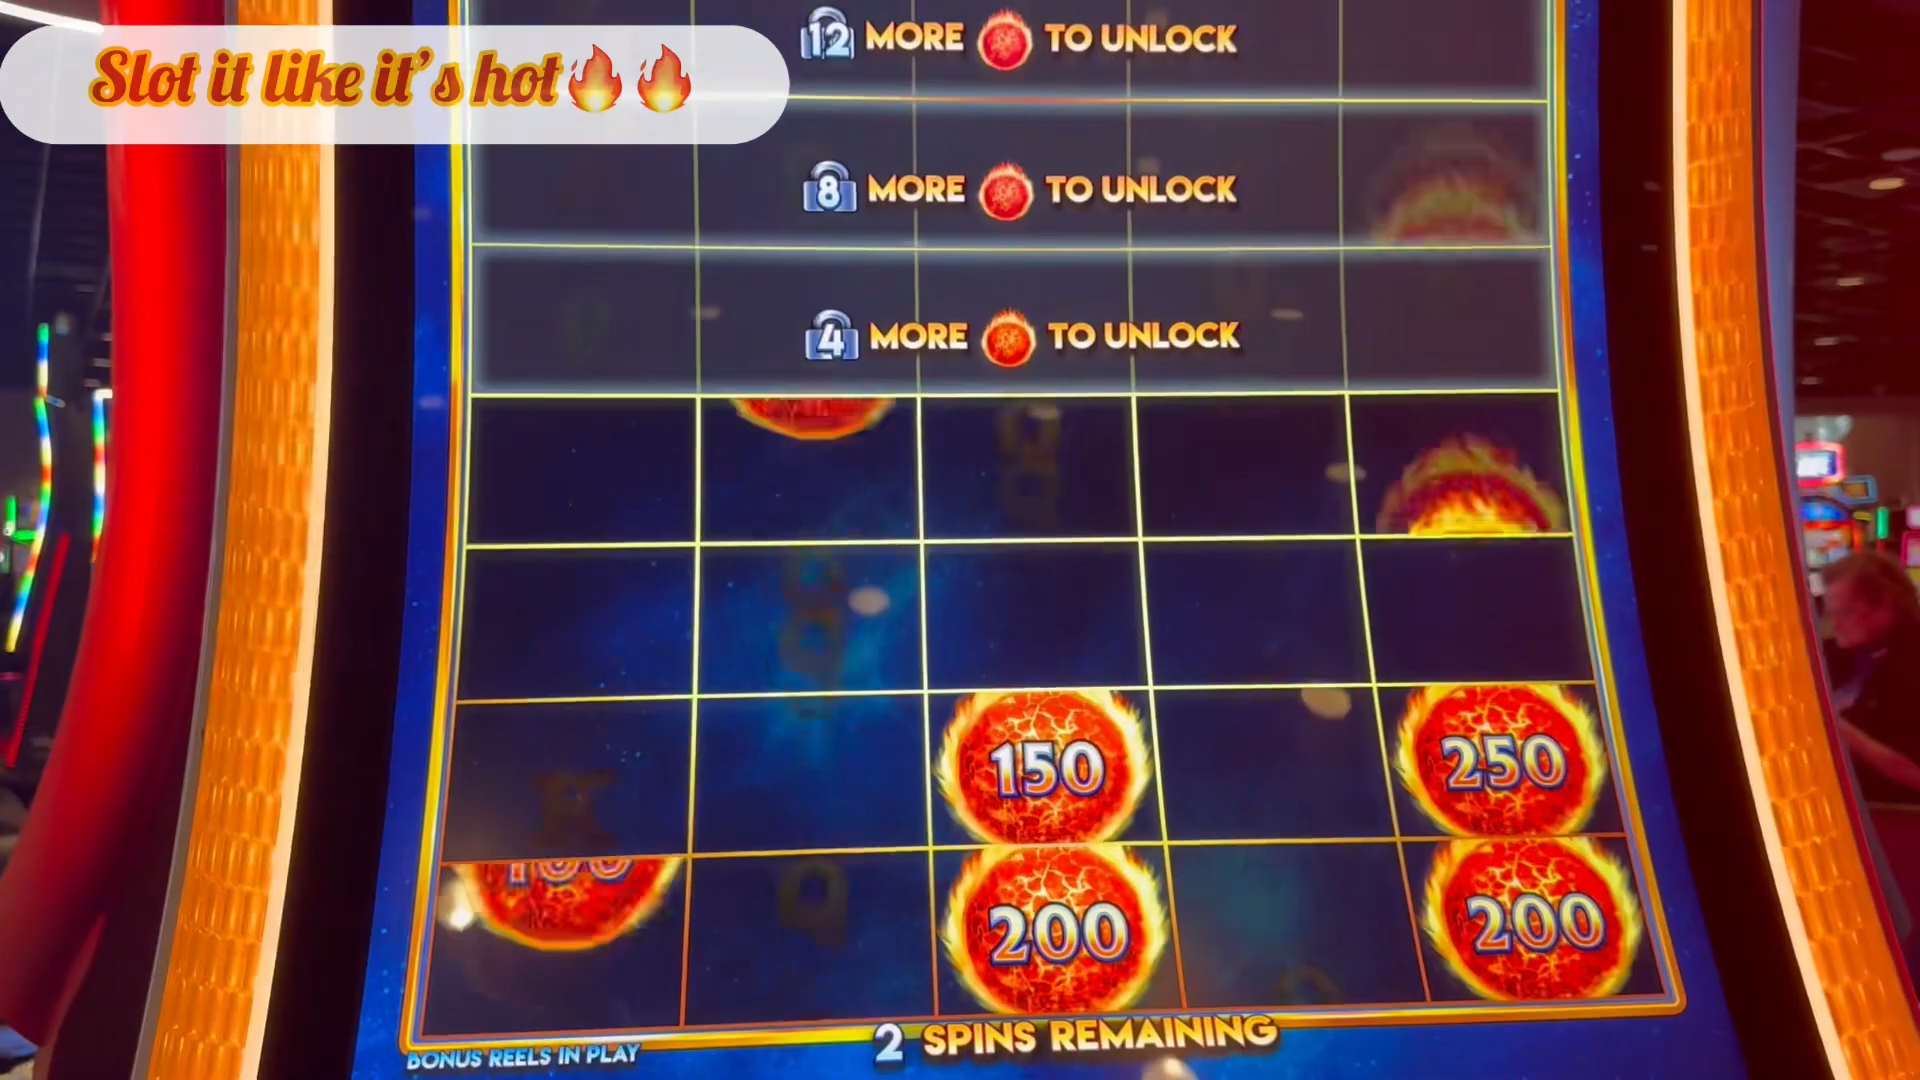 Slot it like it's hot🔥🔥
12 MORE TO UNLOCK
8 MORE TO UNLOCK
4 MORE TO UNLOCK
150
250
200
200
2 SPINS REMAINING
BONUS REELS IN PLAY